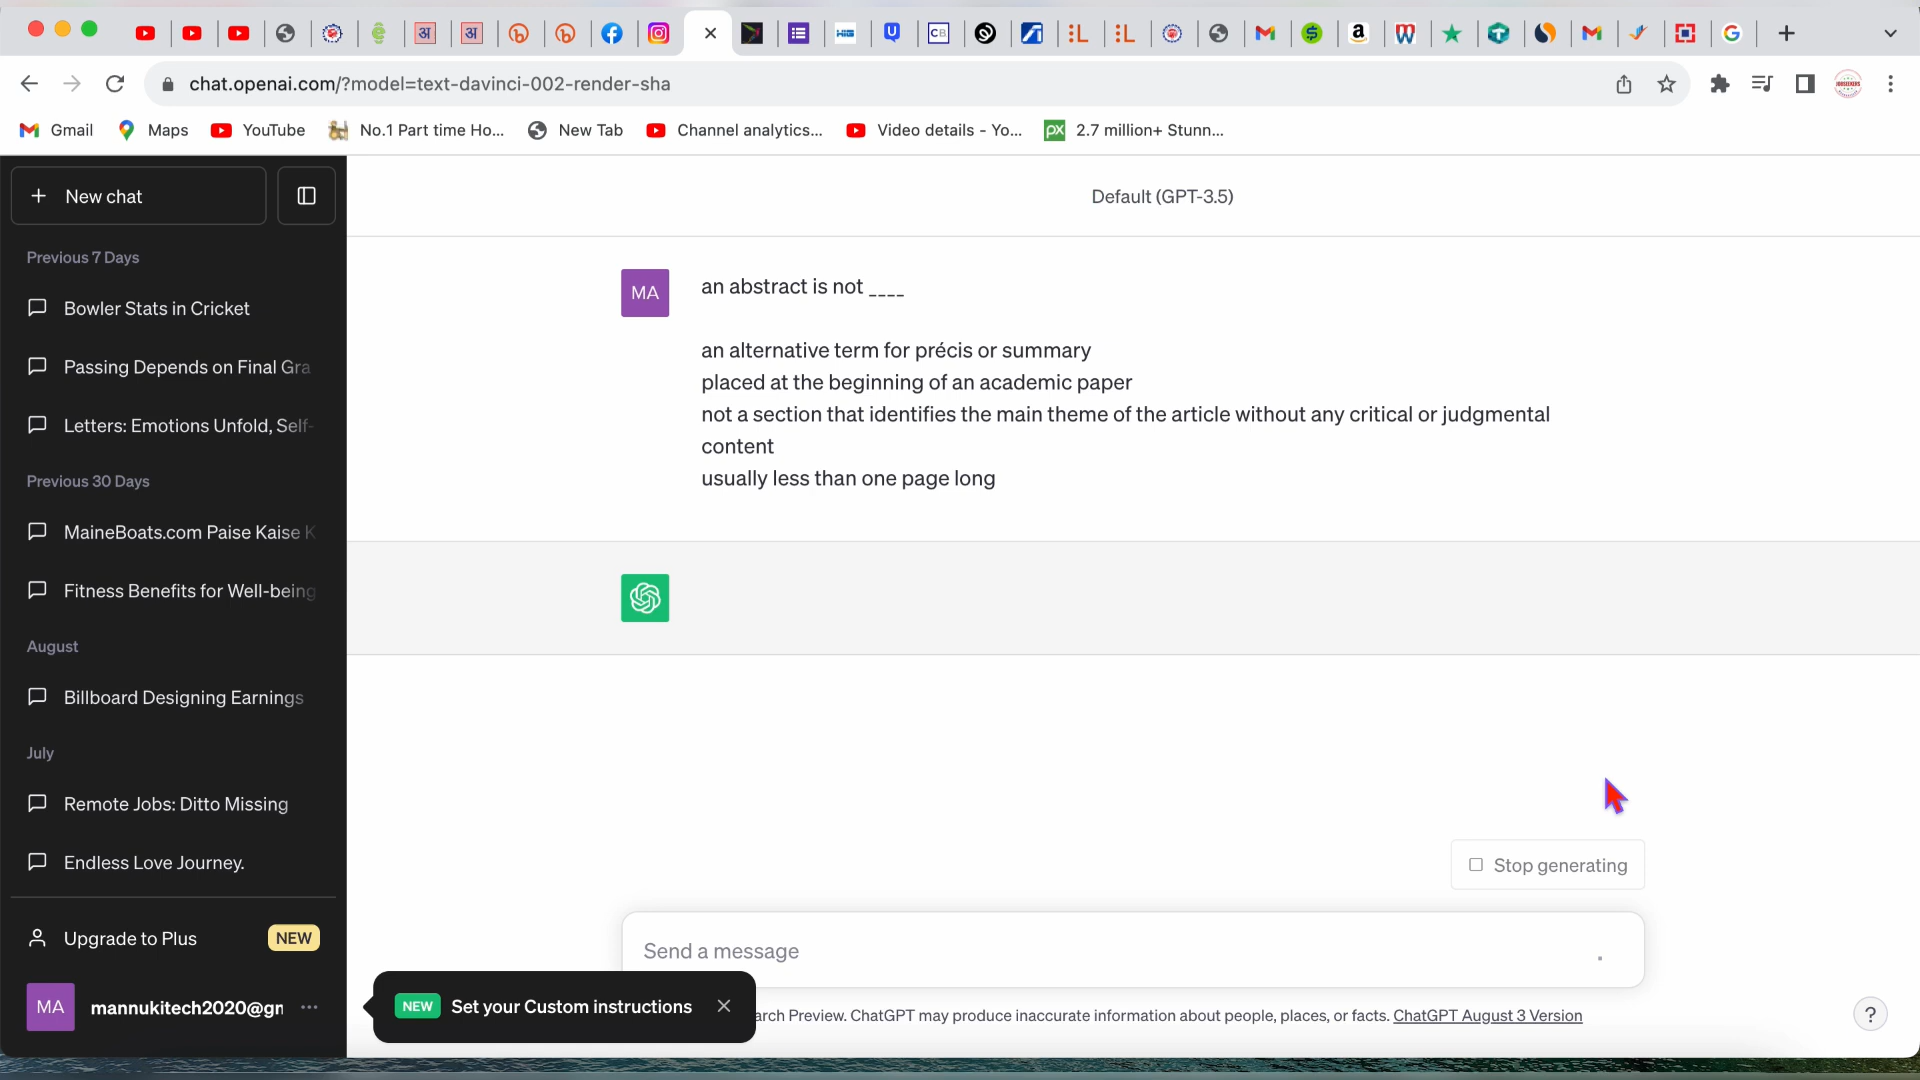 chat.openai.com/?model=text-davinci-002-render-sha
Gmail
Maps
YouTube
No.1 Part time Ho...
New Tab
Channel analytics...
Video details - Yo...
2.7 million+ Stunn...
New chat
Default (GPT-3.5)
Previous 7 Days
Bowler Stats in Cricket
Passing Depends on Final Gra
Letters: Emotions Unfold, Self-
Previous 30 Days
MaineBoats.com Paise Kaise K
Fitness Benefits for Well-being
August
Billboard Designing Earnings
July
Remote Jobs: Ditto Missing
Endless Love Journey.
Upgrade to Plus
NEW
MA
mannukitech2020@gm
MA
an abstract is not ____
an alternative term for précis or summary
placed at the beginning of an academic paper
not a section that identifies the main theme of the article without any critical or judgmental
content
usually less than one page long
Stop generating
Send a message
NEW Set your Custom instructions
arch Preview. ChatGPT may produce inaccurate information about people, places, or facts. ChatGPT August 3 Version
?